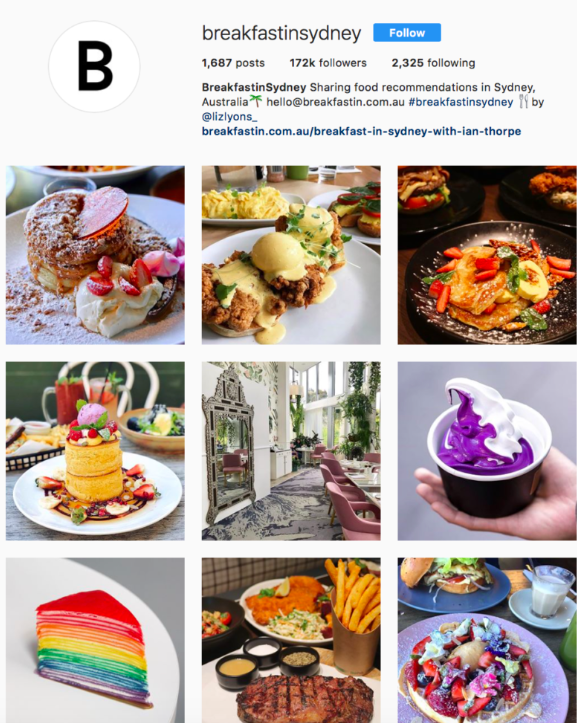 B
breakfastinsydney Follow
1,687 posts 172k followers 2,325 following
BreakfastinSydney Sharing food recommendations in Sydney,
Australia🌴 hello@breakfastin.com.au #breakfastinsydney 🍴by
@lizlyons_
breakfastin.com.au/breakfast-in-sydney-with-ian-thorpe